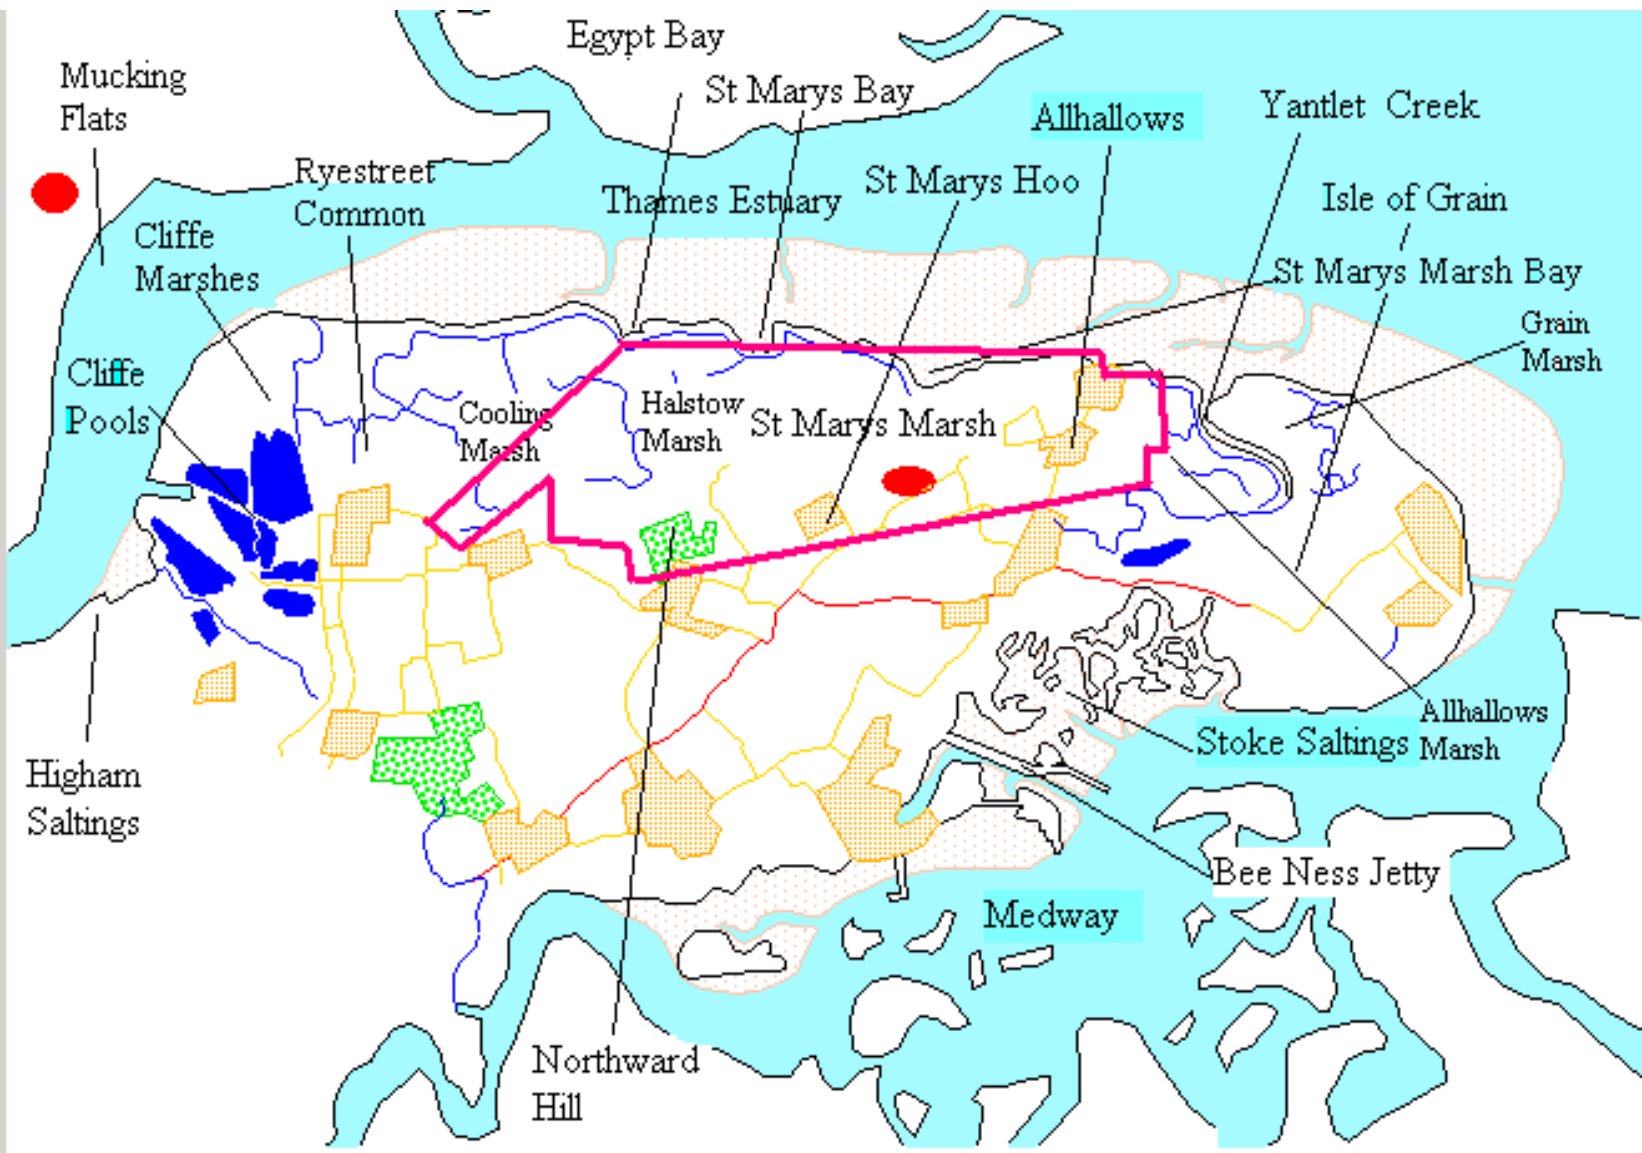 Egypt Bay
Mucking
Flats
St Marys Bay
Allhallows
Yantlet Creek
Ryestreet
Common
St Marys Hoo
Thames Estuary
Isle of Grain
Cliffe
Marshes
St Marys Marsh Bay
Grain
Marsh
Cliffe
Pools
Cooling
Marsh
Halstow
Marsh
St Marys Marsh
Allhallows
Marsh
Stoke Saltings
Higham
Saltings
Bee Ness Jetty
Medway
Northward
Hill